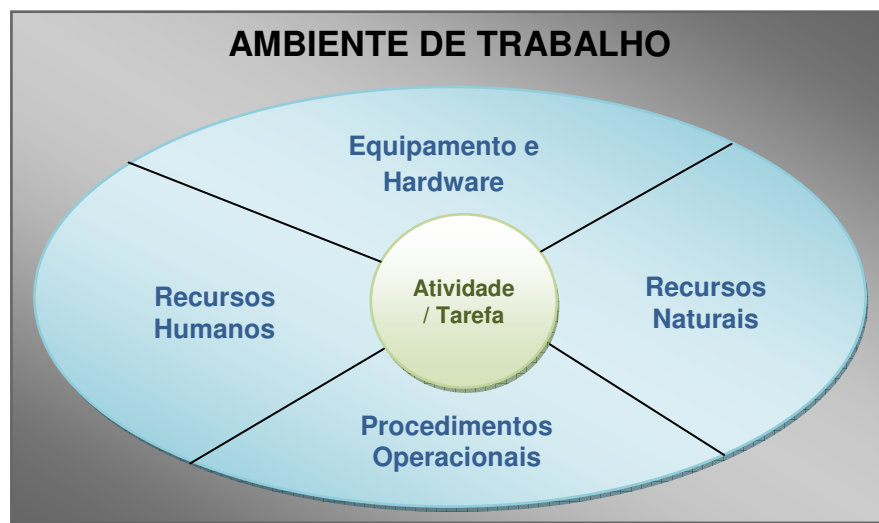 AMBIENTE DE TRABALHO
Equipamento e
Hardware
Recursos
Humanos
Atividade
/ Tarefa
Recursos
Naturais
Procedimentos
Operacionais